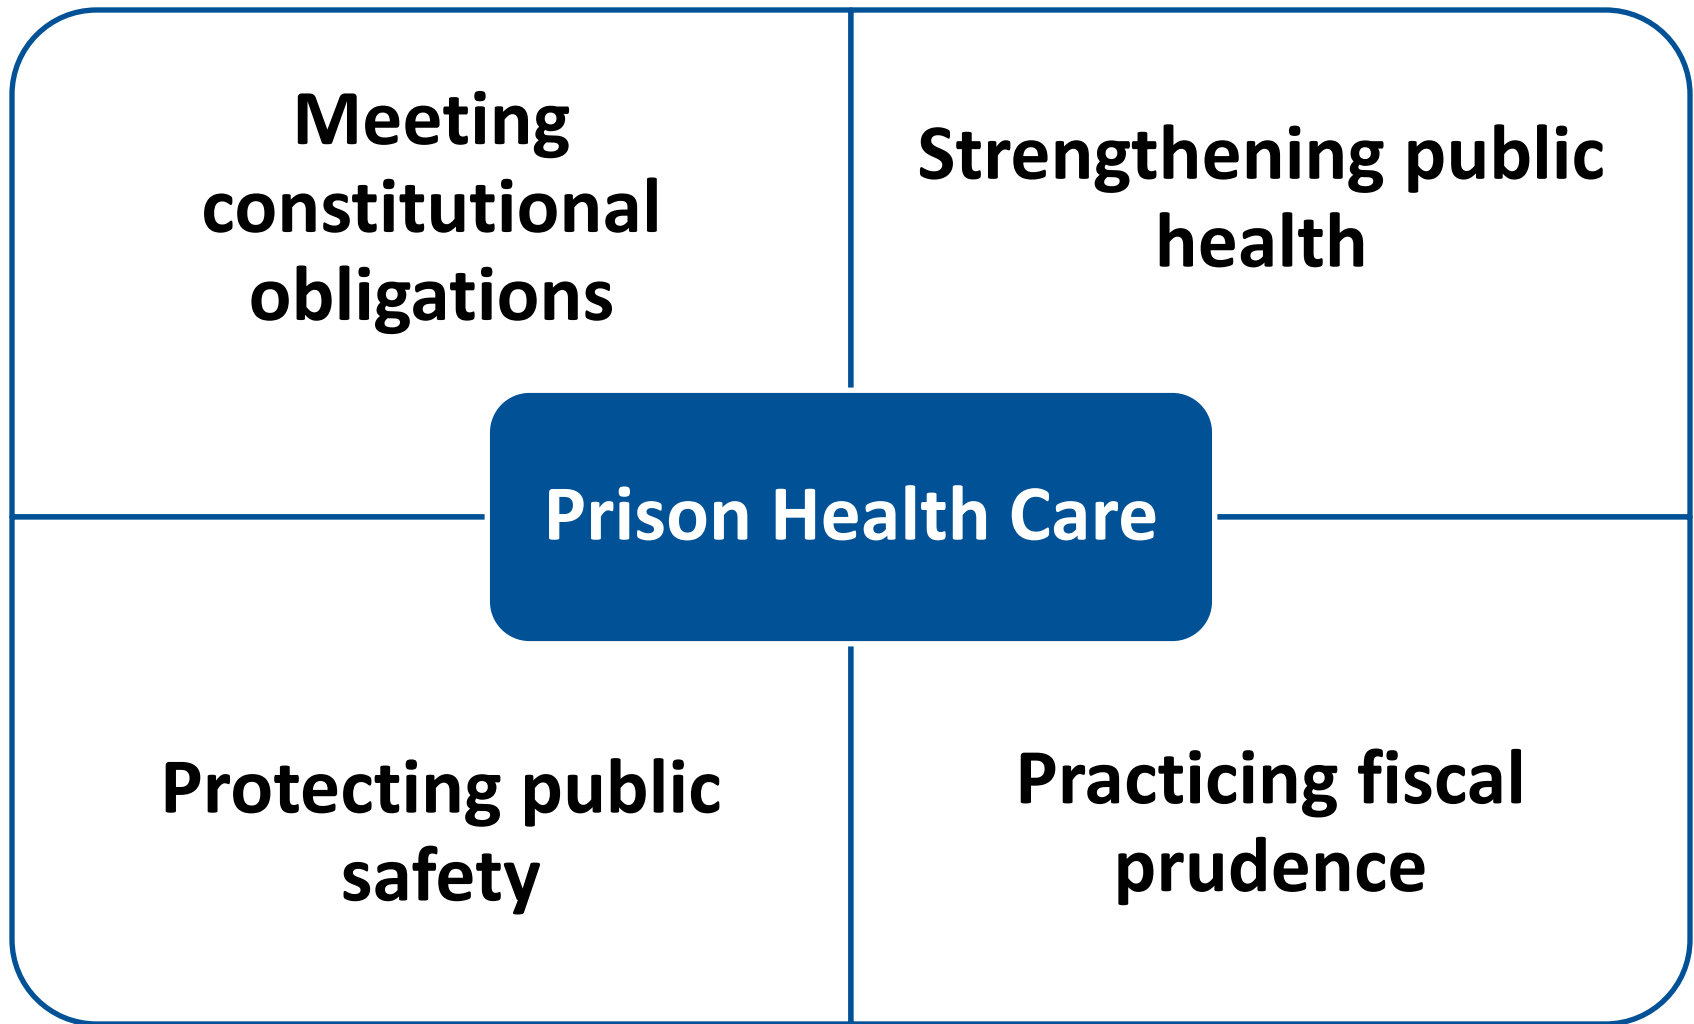 Meeting
constitutional
obligations
Strengthening public
health
Prison Health Care
Protecting public
safety
Practicing fiscal
prudence